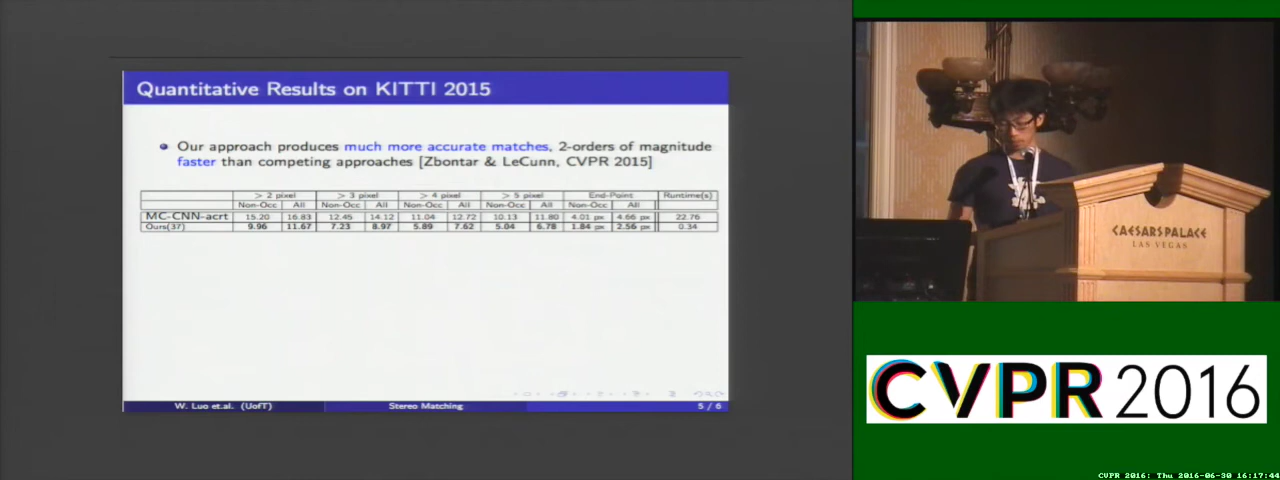 Quantitative Results on KITTI 2015
Our approach produces much more accurate matches, 2-orders of magnitude
faster than competing approaches [Zbontar & LeCunn, CVPR 2015]
> 2 pixel > 3 pixel > 4 pixel > 5 pixel End-Point Runtime(s)
Non-Occ All Non-Occ All Non-Occ All Non-Occ All Non-Occ All
MC-CNN-acrt 15.20 16.83 12.45 14.12 11.04 12.72 10.13 11.80 4.01 px 4.66 px 22.76
Ours(37) 9.96 11.67 7.23 8.97 5.89 7.62 5.04 6.78 1.84 px 2.56 px 0.34
W. Luo et.al. (UofT) Stereo Matching 5 / 6
CAESARS PALACE
LAS VEGAS
CVPR 2016
CVPR 2016: Thu 2016-06-30 16:17:44